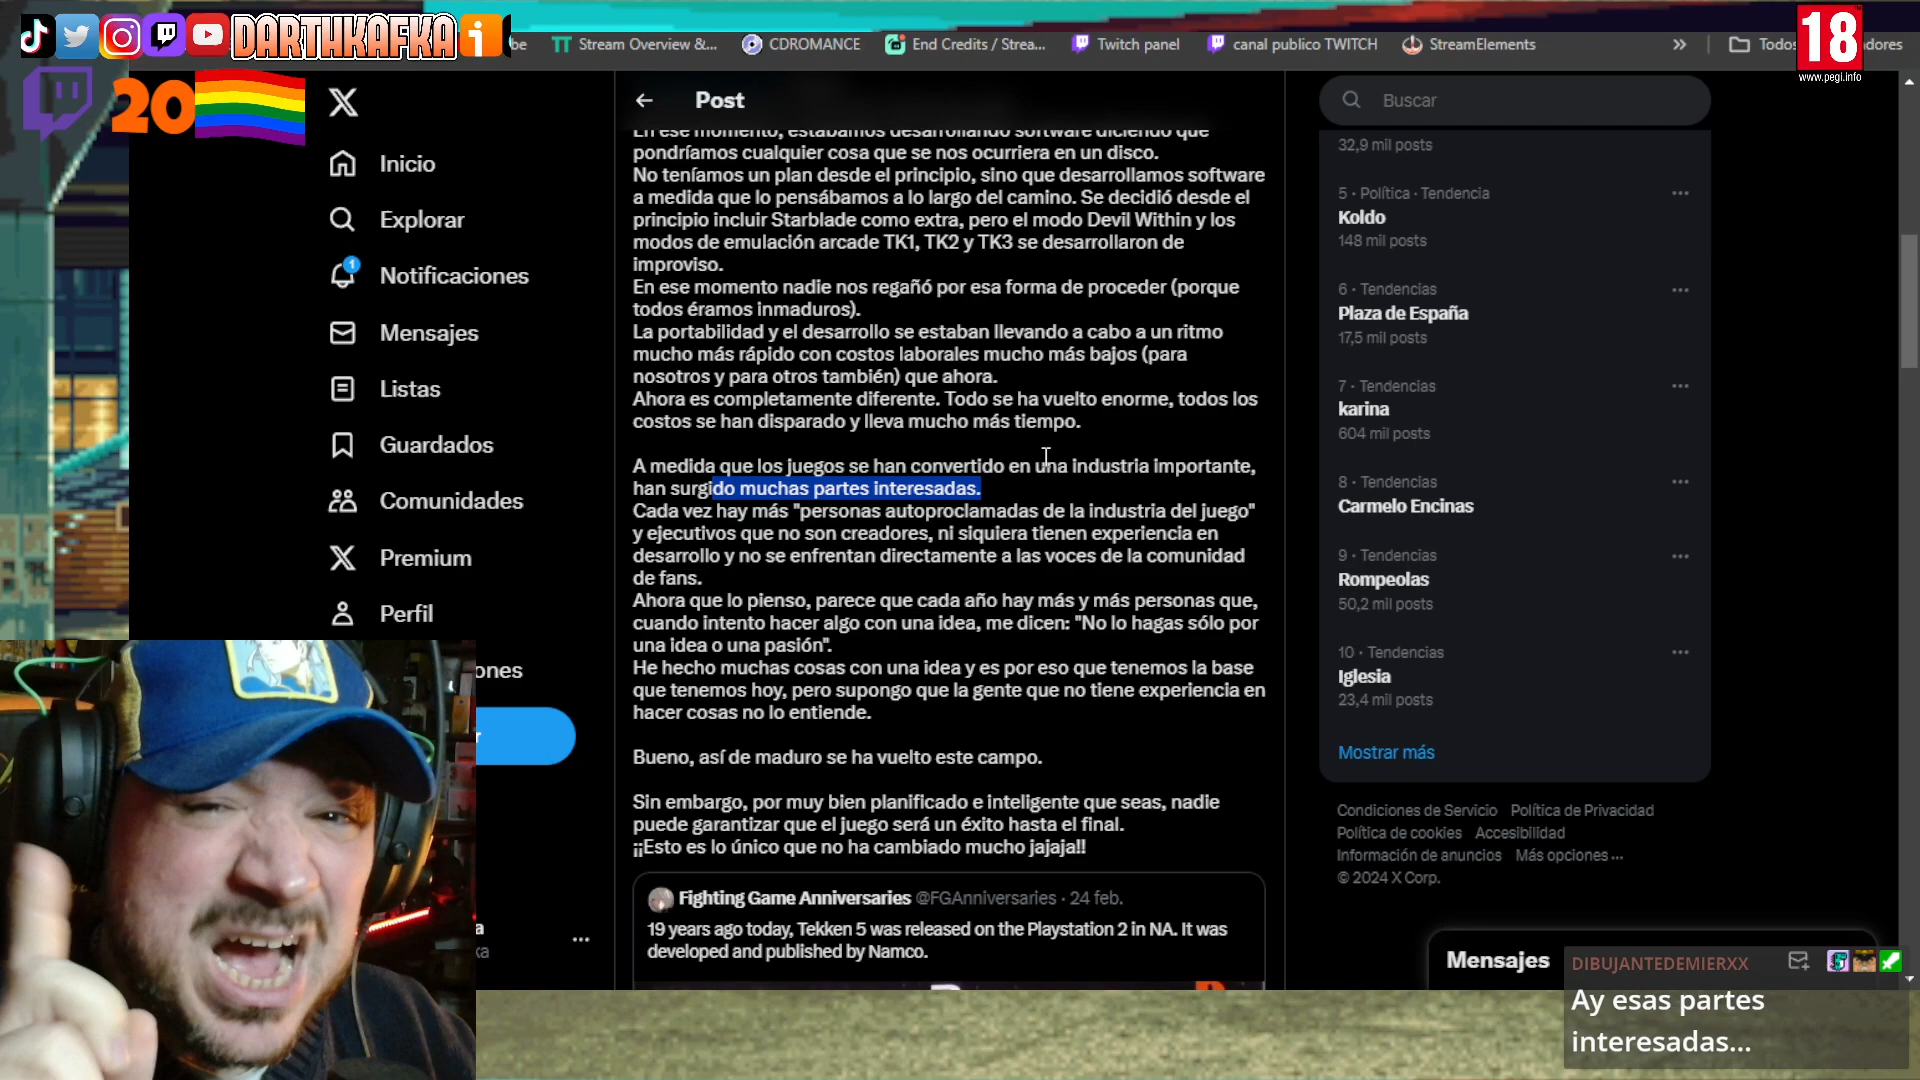 DARTHKAFKA
be
Stream Overview &...
CDROMANCE
End Credits / Strea...
Twitch panel
canal publico TWITCH
StreamElements
»
18
www.pegi.info
20
Post
Inicio
Explorar
1
Notificaciones
Mensajes
Listas
Guardados
Comunidades
Premium
Perfil
ones
r
En ese momento, estábamos desarrollando software diciendo que
pondríamos cualquier cosa que se nos ocurriera en un disco.
No teníamos un plan desde el principio, sino que desarrollamos software
a medida que lo pensábamos a lo largo del camino. Se decidió desde el
principio incluir Starblade como extra, pero el modo Devil Within y los
modos de emulación arcade TK1, TK2 y TK3 se desarrollaron de
improviso.
En ese momento nadie nos regañó por esa forma de proceder (porque
todos éramos inmaduros).
La portabilidad y el desarrollo se estaban llevando a cabo a un ritmo
mucho más rápido con costos laborales mucho más bajos (para
nosotros y para otros también) que ahora.
Ahora es completamente diferente. Todo se ha vuelto enorme, todos los
costos se han disparado y lleva mucho más tiempo.
A medida que los juegos se han convertido en una industria importante,
han surgido muchas partes interesadas.
Cada vez hay más "personas autoproclamadas de la industria del juego"
y ejecutivos que no son creadores, ni siquiera tienen experiencia en
desarrollo y no se enfrentan directamente a las voces de la comunidad
de fans.
Ahora que lo pienso, parece que cada año hay más y más personas que,
cuando intento hacer algo con una idea, me dicen: "No lo hagas sólo por
una idea o una pasión".
He hecho muchas cosas con una idea y es por eso que tenemos la base
que tenemos hoy, pero supongo que la gente que no tiene experiencia en
hacer cosas no lo entiende.
Bueno, así de maduro se ha vuelto este campo.
Sin embargo, por muy bien planificado e inteligente que seas, nadie
puede garantizar que el juego será un éxito hasta el final.
¡¡Esto es lo único que no ha cambiado mucho jajaja!!
Fighting Game Anniversaries @FGAnniversaries · 24 feb.
19 years ago today, Tekken 5 was released on the Playstation 2 in NA. It was
developed and published by Namco.
Buscar
32,9 mil posts
5 · Política · Tendencia
Koldo
148 mil posts
6 · Tendencias
Plaza de España
17,5 mil posts
7 · Tendencias
karina
604 mil posts
8 · Tendencias
Carmelo Encinas
9 · Tendencias
Rompeolas
50,2 mil posts
10 · Tendencias
Iglesia
23,4 mil posts
Mostrar más
Condiciones de Servicio Política de Privacidad
Política de cookies Accesibilidad
Información de anuncios Más opciones ···
© 2024 X Corp.
Mensajes
DIBUJANTEDEMIERXX
Ay esas partes
interesadas...